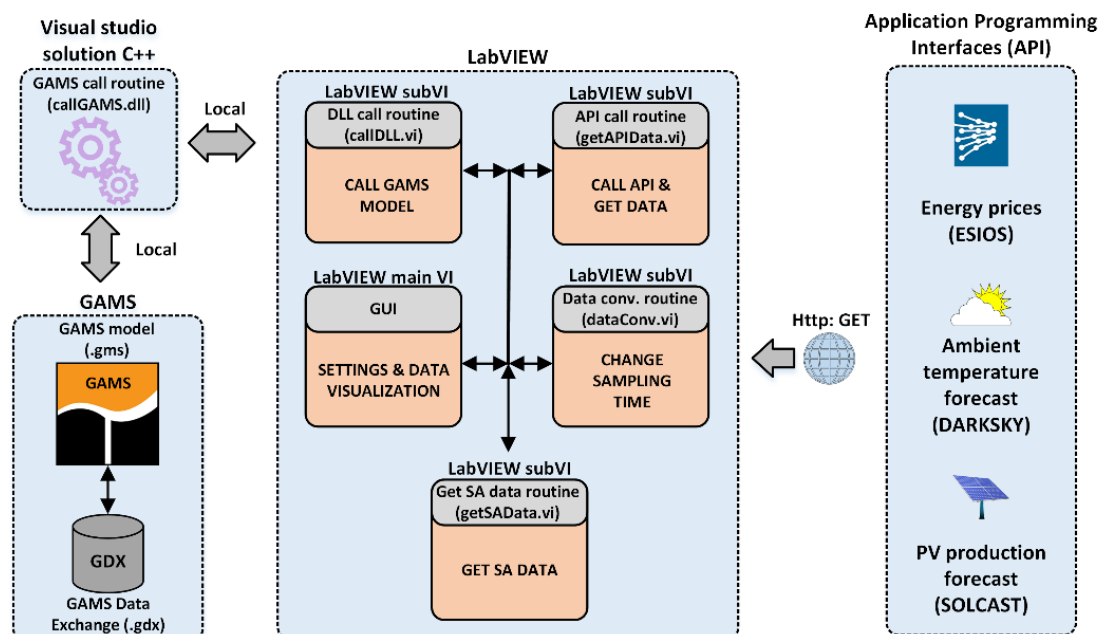 Visual studio
solution C++
GAMS call routine
(callGAMS.dll)
Local
Local
GAMS
GAMS model
(.gms)
GAMS
GDX
GAMS Data
Exchange (.gdx)
LabVIEW
LabVIEW subVI
DLL call routine
(callDLL.vi)
CALL GAMS
MODEL
LabVIEW subVI
API call routine
(getAPIData.vi)
CALL API &
GET DATA
LabVIEW main VI
GUI
SETTINGS & DATA
VISUALIZATION
LabVIEW subVI
Data conv. routine
(dataConv.vi)
CHANGE
SAMPLING
TIME
LabVIEW subVI
Get SA data routine
(getSAData.vi)
GET SA DATA
Http: GET
Application Programming
Interfaces (API)
Energy prices
(ESIOS)
Ambient
temperature
forecast
(DARKSKY)
PV production
forecast
(SOLCAST)